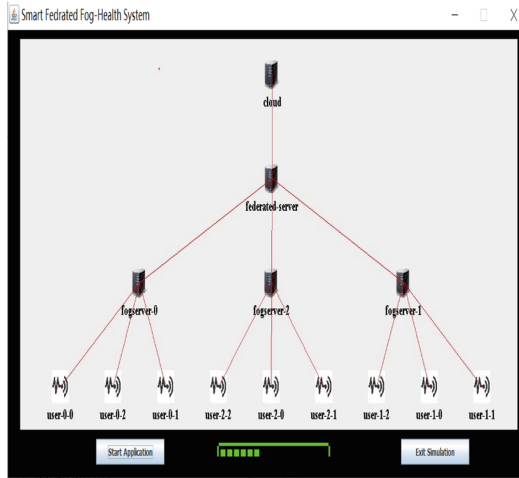 Smart Fedrated Fog-Health System
cloud
federated-server
fogserver-0 fogserver-2 fogserver-1
user-0-0 user-0-2 user-0-1 user-2-2 user-2-0 user-2-1 user-1-2 user-1-0 user-1-1
Start Application Exit Simulation